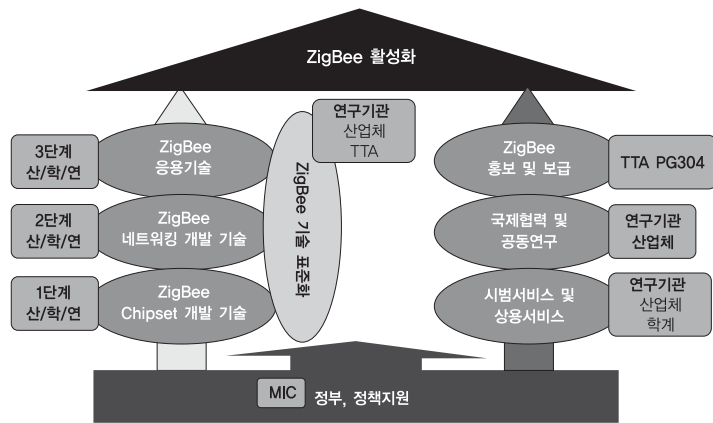 ZigBee 활성화
연구기관
산업체
TTA
3단계
산/학/연
ZigBee
응용기술
ZigBee 기술 표준화
ZigBee
홍보 및 보급
TTA PG304
2단계
산/학/연
ZigBee
네트워킹 개발 기술
국제협력 및
공동연구
연구기관
산업체
1단계
산/학/연
ZigBee
Chipset 개발 기술
시범서비스 및
상용서비스
연구기관
산업체
학계
MIC 정부, 정책지원